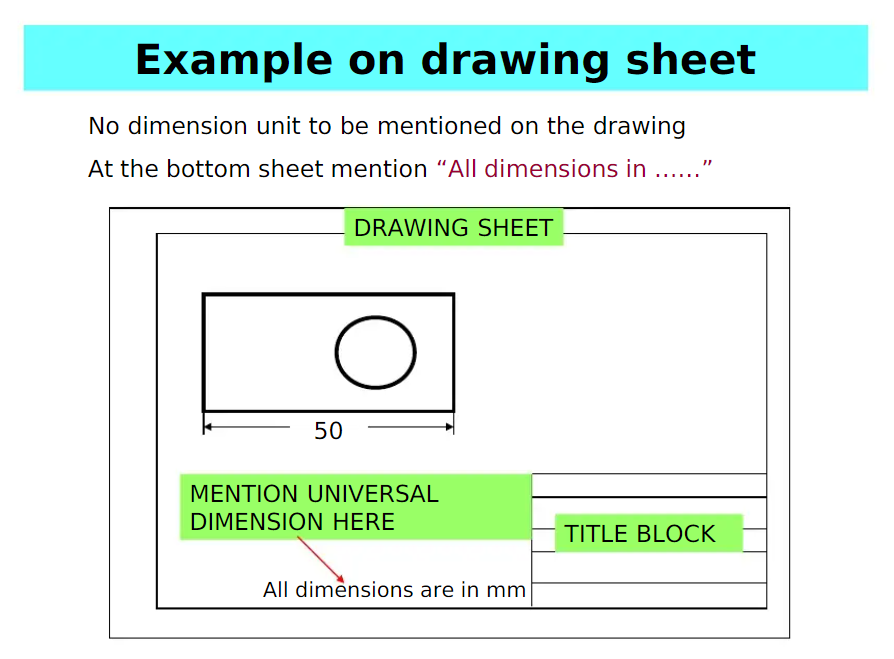 Example on drawing sheet
No dimension unit to be mentioned on the drawing
At the bottom sheet mention “All dimensions in ……”
DRAWING SHEET
50
MENTION UNIVERSAL
DIMENSION HERE
TITLE BLOCK
All dimensions are in mm